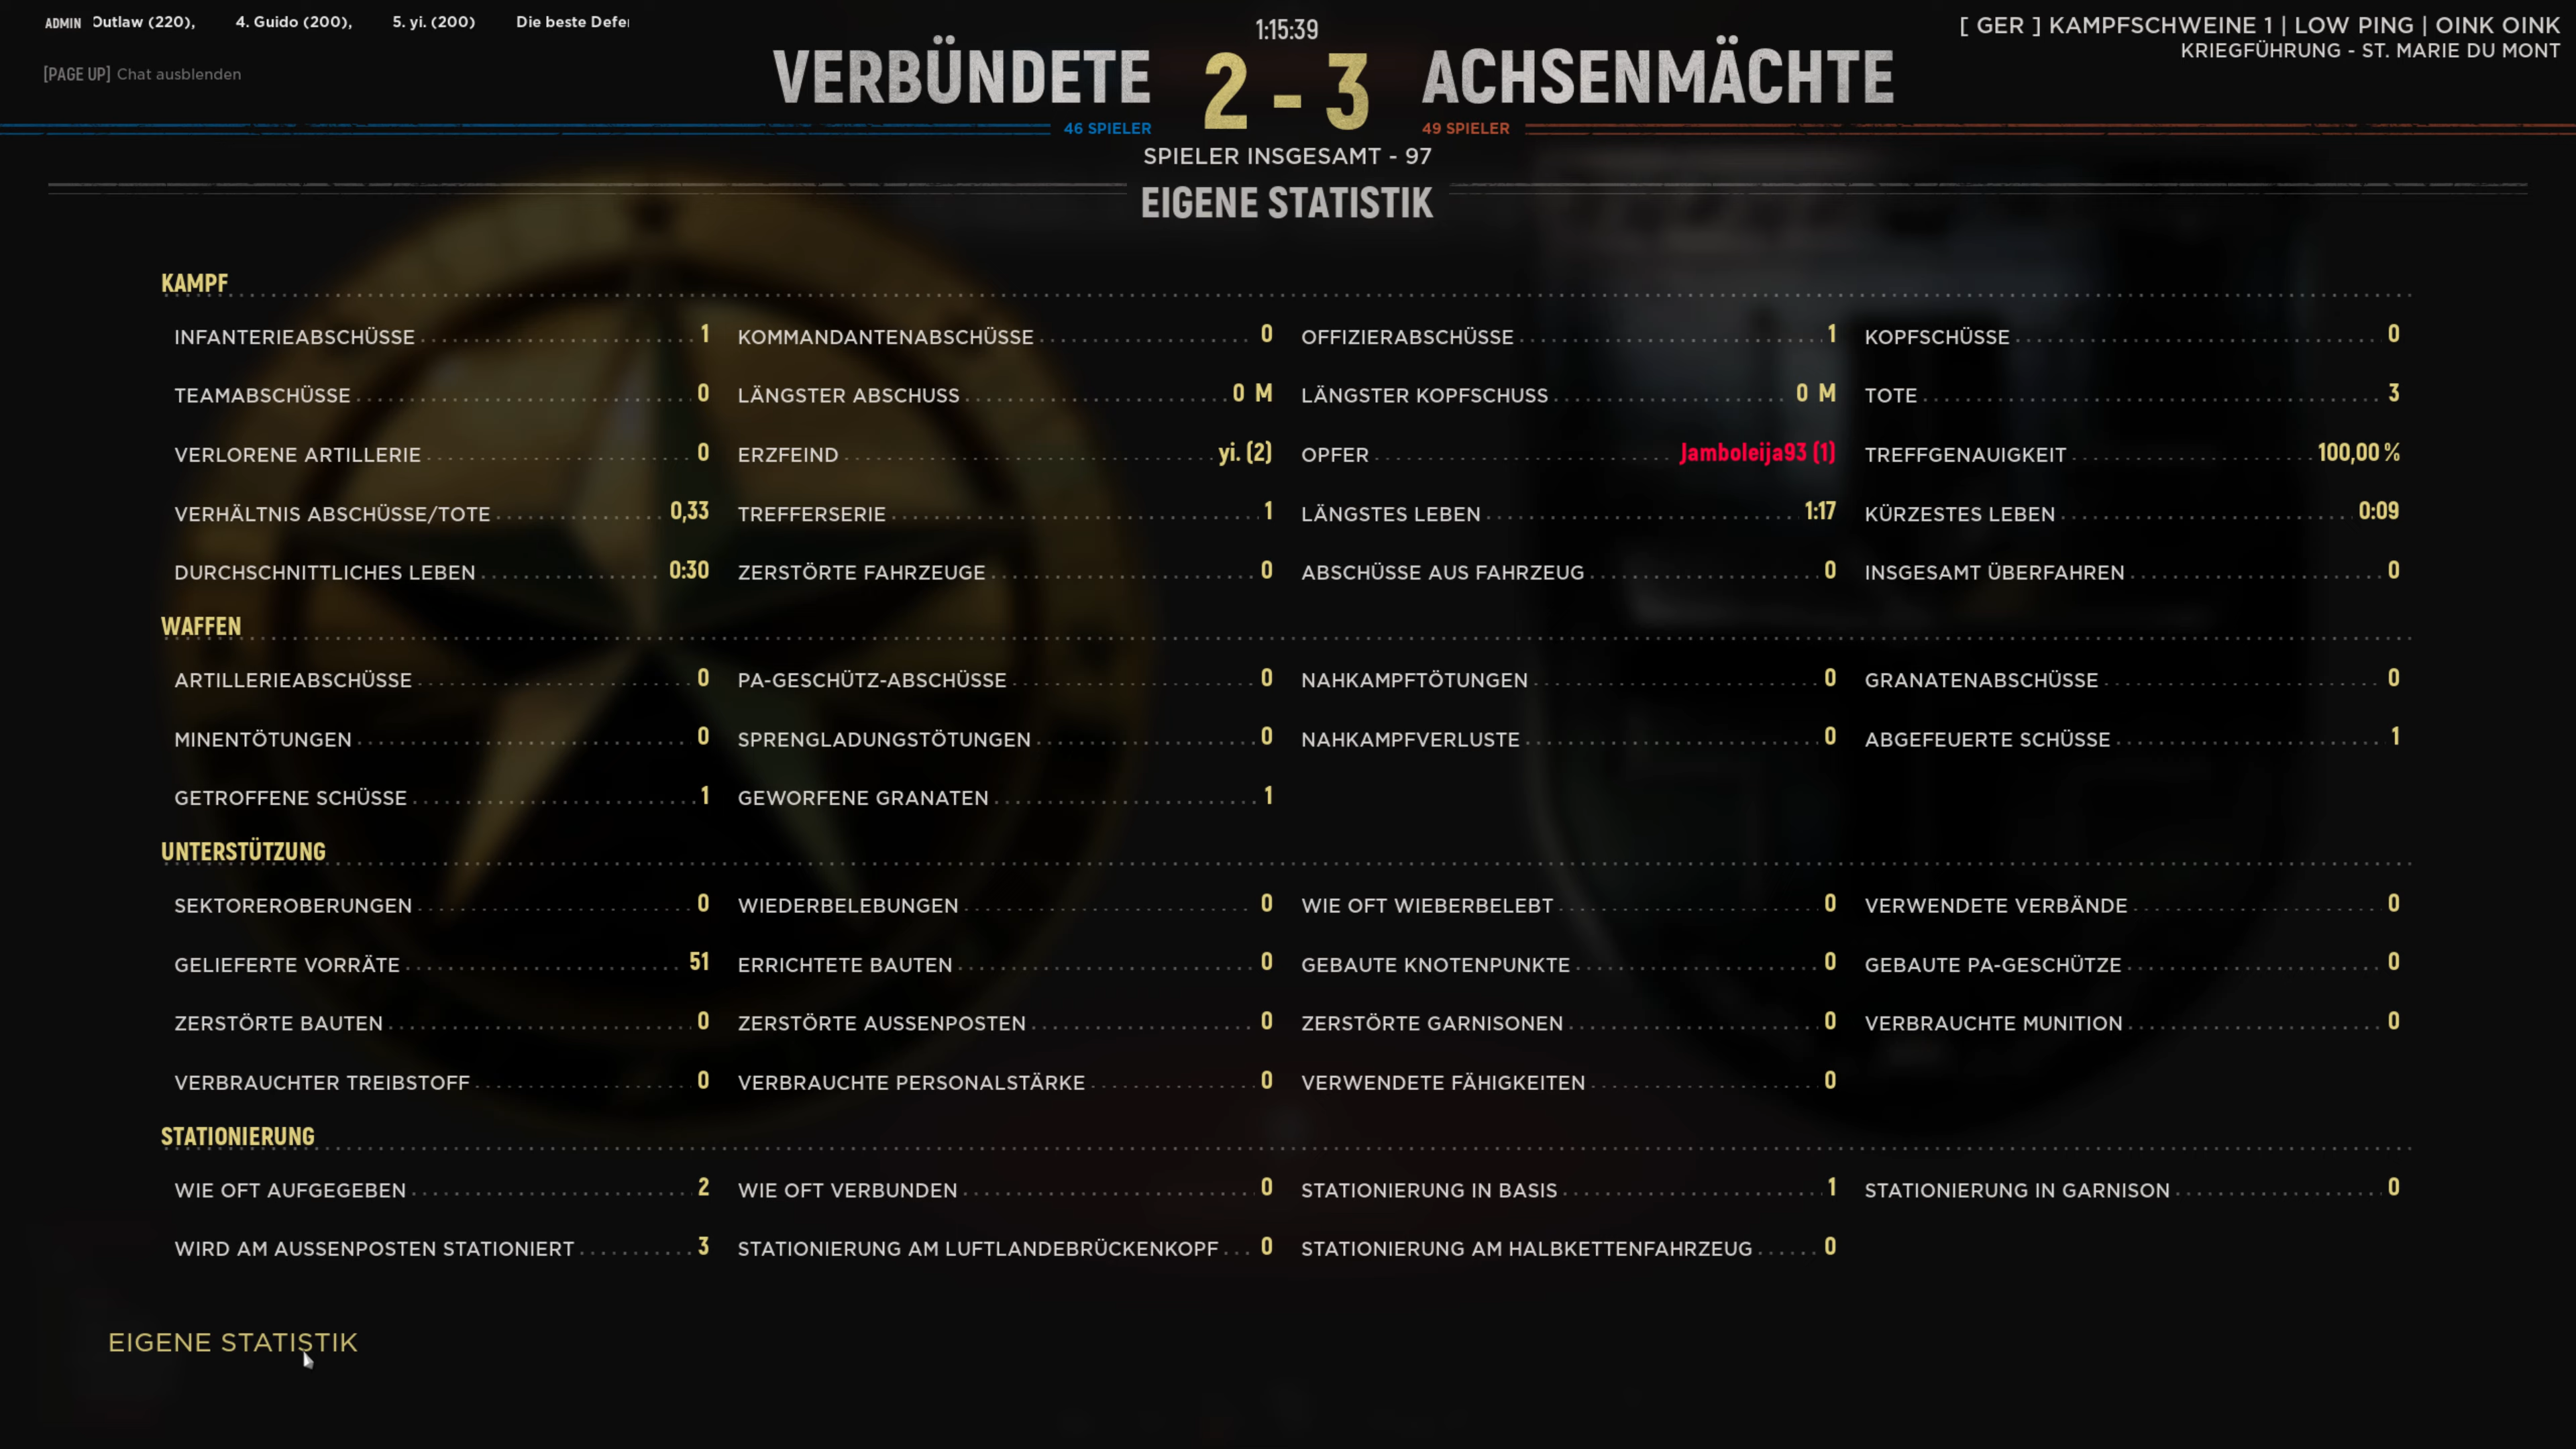 ADMIN Outlaw (220), 4. Guido (200), 5. yi. (200) Die beste
[PAGE UP] Chat ausblenden
1:15:39
VERBÜNDETE 2 - 3 ACHSENMÄCHTE
[ GER ] KAMPFSCHWEINE 1 | LOW PING | OINK OINK
KRIEGFÜHRUNG - ST. MARIE DU MONT
46 SPIELER 49 SPIELER
SPIELER INSGESAMT - 97
EIGENE STATISTIK
KAMPF
INFANTERIEABSCHÜSSE 1 KOMMANDANTENABSCHÜSSE 0 OFFIZIERABSCHÜSSE 1 KOPFSCHÜSSE 0
TEAMABSCHÜSSE 0 LÄNGSTER ABSCHUSS 0 M LÄNGSTER KOPFSCHUSS 0 M TOTE 3
VERLORENE ARTILLERIE 0 ERZFEIND yi. (2) OPFER Jamboleija93 (1) TREFFGENAUIGKEIT 100,00 %
VERHÄLTNIS ABSCHÜSSE/TOTE 0,33 TREFFERSERIE 1 LÄNGSTES LEBEN 1:17 KÜRZESTES LEBEN 0:09
DURCHSCHNITTLICHES LEBEN 0:30 ZERSTÖRTE FAHRZEUGE 0 ABSCHÜSSE AUS FAHRZEUG 0 INSGESAMT ÜBERFAHREN 0
WAFFEN
ARTILLERIEABSCHÜSSE 0 PA-GESCHÜTZ-ABSCHÜSSE 0 NAHKAMPFTÖTUNGEN 0 GRANATENABSCHÜSSE 0
MINENTÖTUNGEN 0 SPRENGLADUNGSTÖTUNGEN 0 NAHKAMPFVERLUSTE 0 ABGEFEUERTE SCHÜSSE 1
GETROFFENE SCHÜSSE 1 GEWORFENE GRANATEN 1
UNTERSTÜTZUNG
SEKTOREROBERUNGEN 0 WIEDERBELEBUNGEN 0 WIE OFT WIEBERBELEBT 0 VERWENDETE VERBÄNDE 0
GELIEFERTE VORRÄTE 51 ERRICHTETE BAUTEN 0 GEBAUTE KNOTENPUNKTE 0 GEBAUTE PA-GESCHÜTZE 0
ZERSTÖRTE BAUTEN 0 ZERSTÖRTE AUSSENPOSTEN 0 ZERSTÖRTE GARNISONEN 0 VERBRAUCHTE MUNITION 0
VERBRAUCHTER TREIBSTOFF 0 VERBRAUCHTE PERSONALSTÄRKE 0 VERWENDETE FÄHIGKEITEN 0
STATIONIERUNG
WIE OFT AUFGEGEBEN 2 WIE OFT VERBUNDEN 0 STATIONIERUNG IN BASIS 1 STATIONIERUNG IN GARNISON 0
WIRD AM AUSSENPOSTEN STATIONIERT 3 STATIONIERUNG AM LUFTLANDEBRÜCKENKOPF 0 STATIONIERUNG AM HALBKETTENFAHRZEUG 0
EIGENE STATISTIK